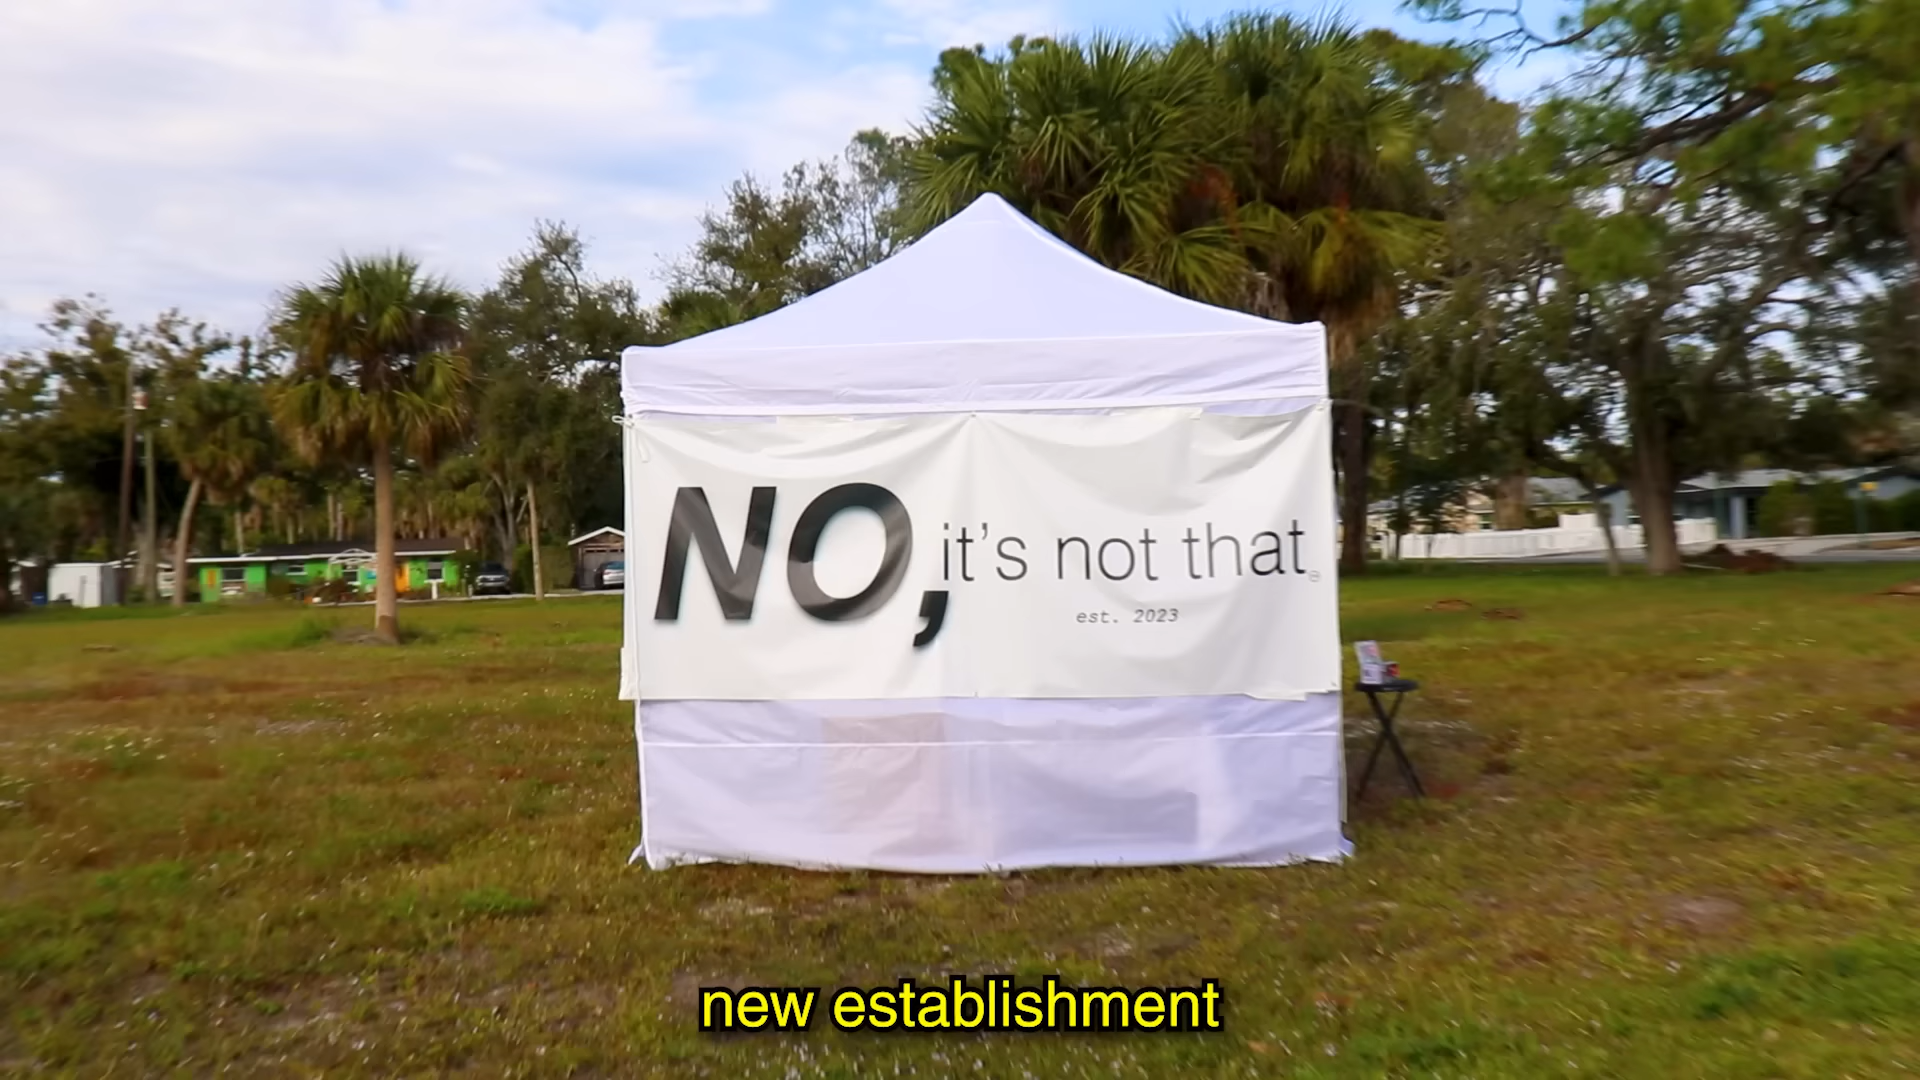 NO, it's not that.
est. 2023
new establishment